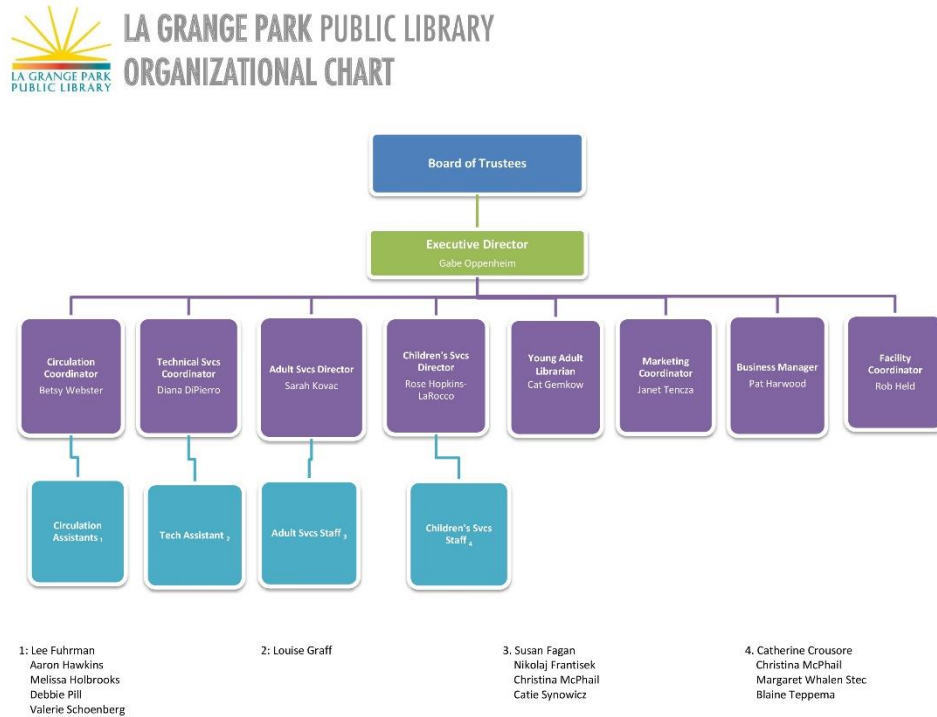 LA GRANGE PARK PUBLIC LIBRARY
ORGANIZATIONAL CHART
LA GRANGE PARK
PUBLIC LIBRARY
Board of Trustees
Executive Director
Gabe Oppenheim
Circulation
Coordinator
Betsy Webster
Technical Svcs
Coordinator
Diana DiPierro
Adult Svcs Director
Sarah Kovac
Children's Svcs
Director
Rose Hopkins-
LaRocco
Young Adult
Librarian
Cat Gemkow
Marketing
Coordinator
Janet Tencza
Business Manager
Pat Harwood
Facility
Coordinator
Rob Held
Circulation
Assistants 1
Tech Assistant 2
Adult Svcs Staff 3
Children's Svcs
Staff 4
1: Lee Fuhrman
Aaron Hawkins
Melissa Holbrooks
Debbie Pill
Valerie Schoenberg
2: Louise Graff
3. Susan Fagan
Nikolaj Frantisek
Christina McPhail
Catie Synowicz
4. Catherine Crousore
Christina McPhail
Margaret Whalen Stec
Blaine Teppema